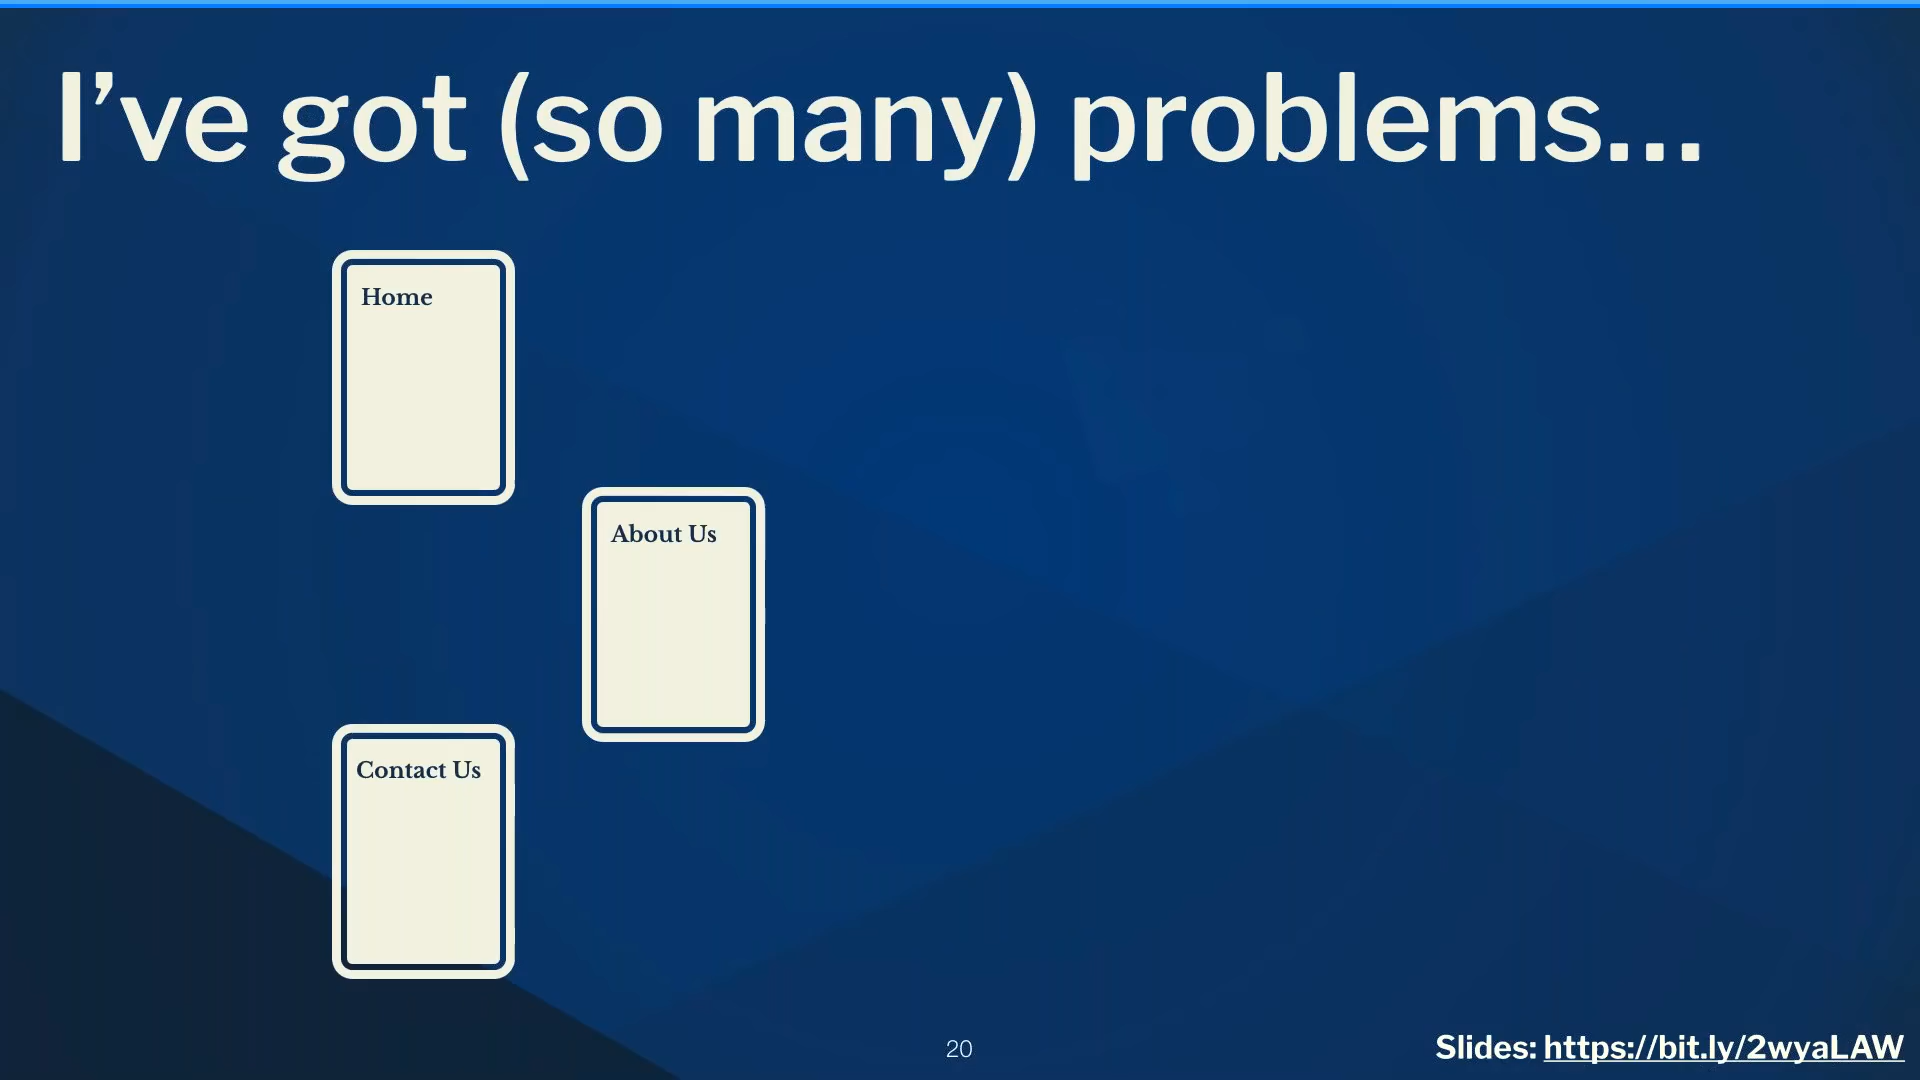 I’ve got (so many) problems…
Home
About Us
Contact Us
20
Slides: https://bit.ly/2wyaLAW